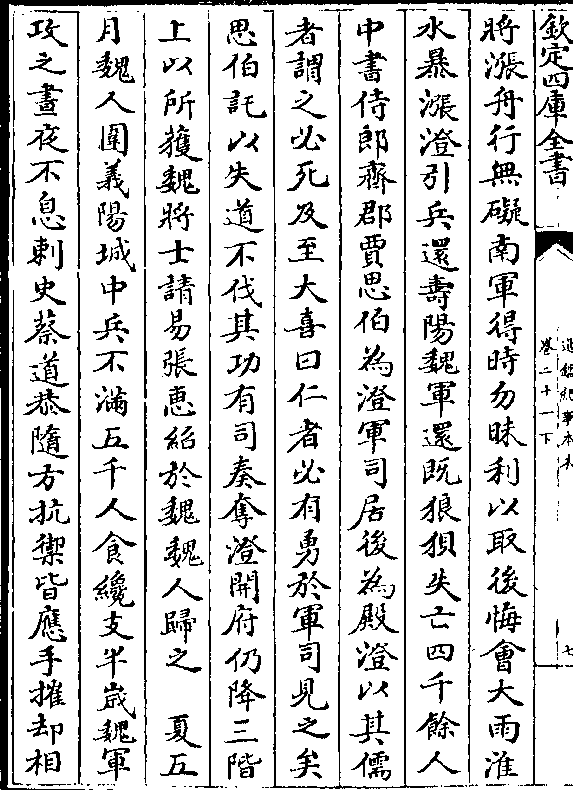 欽定四庫全書
通鑑紀事本末
卷二十一下
七
將漲舟行無礙南軍得時勿昧利以取後悔會大雨淮
水暴漲澄引兵還壽陽魏軍還既狼狽失亡四千餘人
中書侍郎齊郡賈思伯為澄軍司居後為殿澄以其儒
者謂之必死及至大喜曰仁者必有勇於軍司見之矣
思伯託以失道不伐其功有司奏奪澄開府仍降三階
上以所獲魏將士請易張惠紹於魏魏人歸之　夏五
月魏人圍義陽城中兵不滿五千人食纔支半歲魏軍
攻之晝夜不息刺史蔡道恭隨方抗禦皆應手摧却相